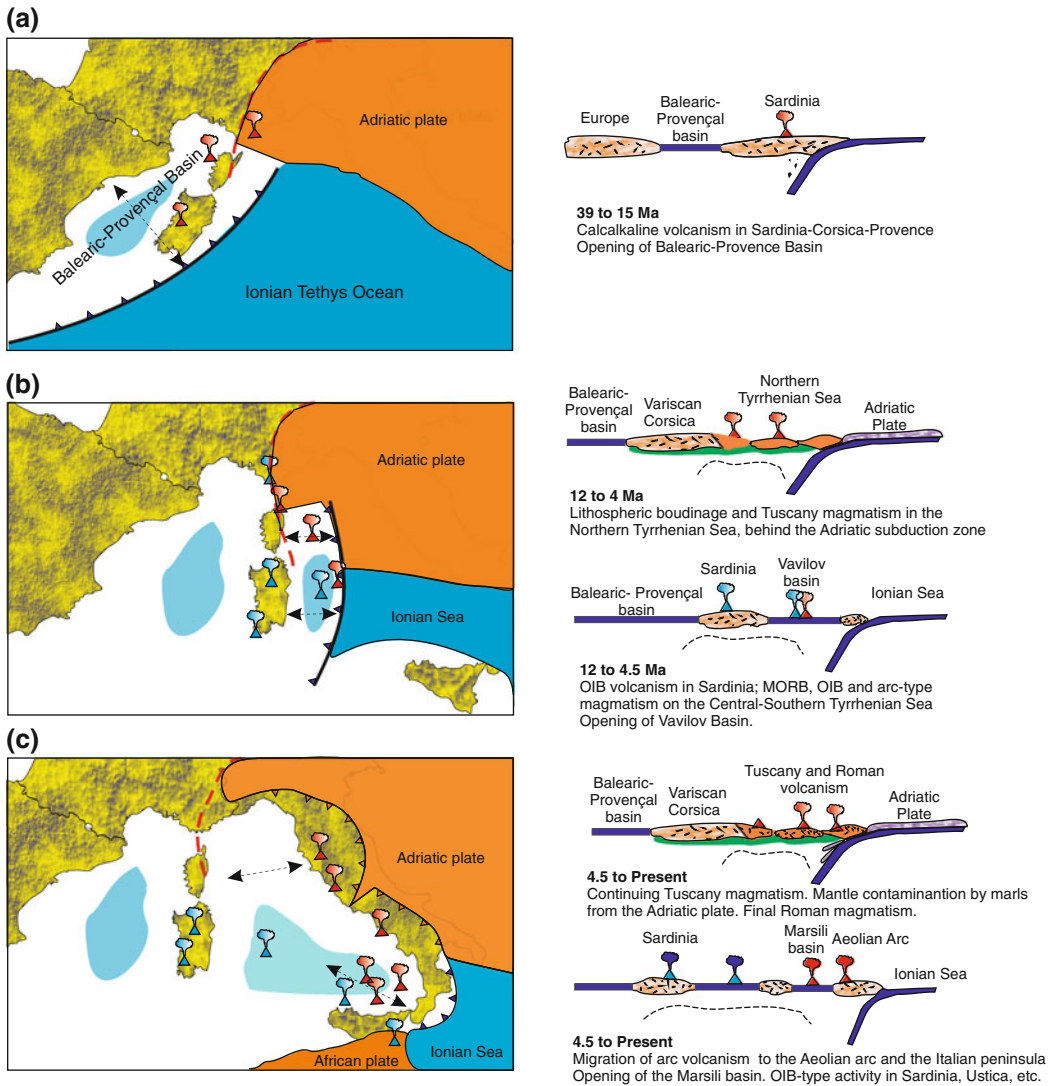 (a)
Adriatic plate
Balearic-Provençal Basin
Ionian Tethys Ocean
Europe
Balearic-
Provençal
basin
Sardinia
39 to 15 Ma
Calcalkaline volcanism in Sardinia-Corsica-Provence
Opening of Balearic-Provence Basin
(b)
Adriatic plate
Ionian Sea
Balearic-
Provençal
basin
Variscan
Corsica
Northern
Tyrrhenian Sea
Adriatic
Plate
12 to 4 Ma
Lithospheric boudinage and Tuscany magmatism in the
Northern Tyrrhenian Sea, behind the Adriatic subduction zone
Balearic- Provençal
basin
Sardinia
Vavilov
basin
Ionian Sea
12 to 4.5 Ma
OIB volcanism in Sardinia; MORB, OIB and arc-type
magmatism on the Central-Southern Tyrrhenian Sea
Opening of Vavilov Basin.
(c)
Adriatic plate
African plate
Ionian Sea
Balearic-
Provençal
basin
Variscan
Corsica
Tuscany and Roman
volcanism
Adriatic
Plate
4.5 to Present
Continuing Tuscany magmatism. Mantle contaminantion by marls
from the Adriatic plate. Final Roman magmatism.
Sardinia
Marsili
basin
Aeolian Arc
Ionian Sea
4.5 to Present
Migration of arc volcanism to the Aeolian arc and the Italian peninsula
Opening of the Marsili basin. OIB-type activity in Sardinia, Ustica, etc.